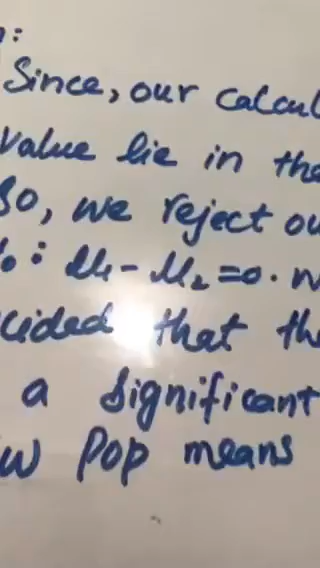 :
Since, our calcul
value lie in the
So, we reject ou
: μ₁ - μ₂ = 0. w
cided that the
a significant
w pop means